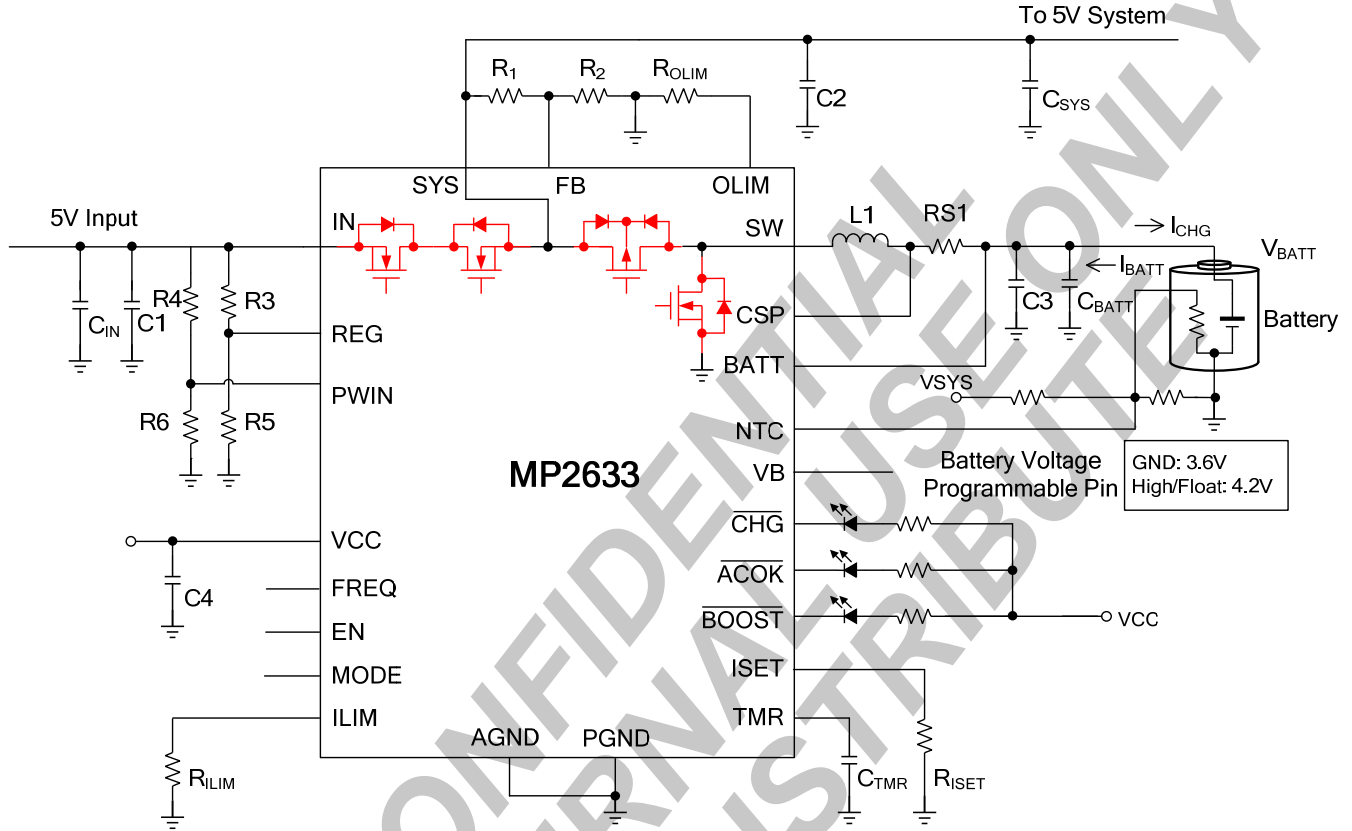 To 5V System
R1
R2
ROLIM
C2
CSYS
SYS
FB
OLIM
5V Input
IN
SW
L1
RS1
ICHG
VBATT
IBATT
R4
R3
CIN
C1
C3
CBATT
Battery
CSP
REG
BATT
PWIN
VSYS
R6
R5
NTC
MP2633
VB
Battery Voltage
Programmable Pin
GND: 3.6V
High/Float: 4.2V
CHG
VCC
ACOK
FREQ
C4
BOOST
VCC
EN
ISET
MODE
TMR
ILIM
AGND
PGND
RILIM
CTMR
RISET
CONFIDENTIAL
INTERNAL USE ONLY
DISTRIBUTE